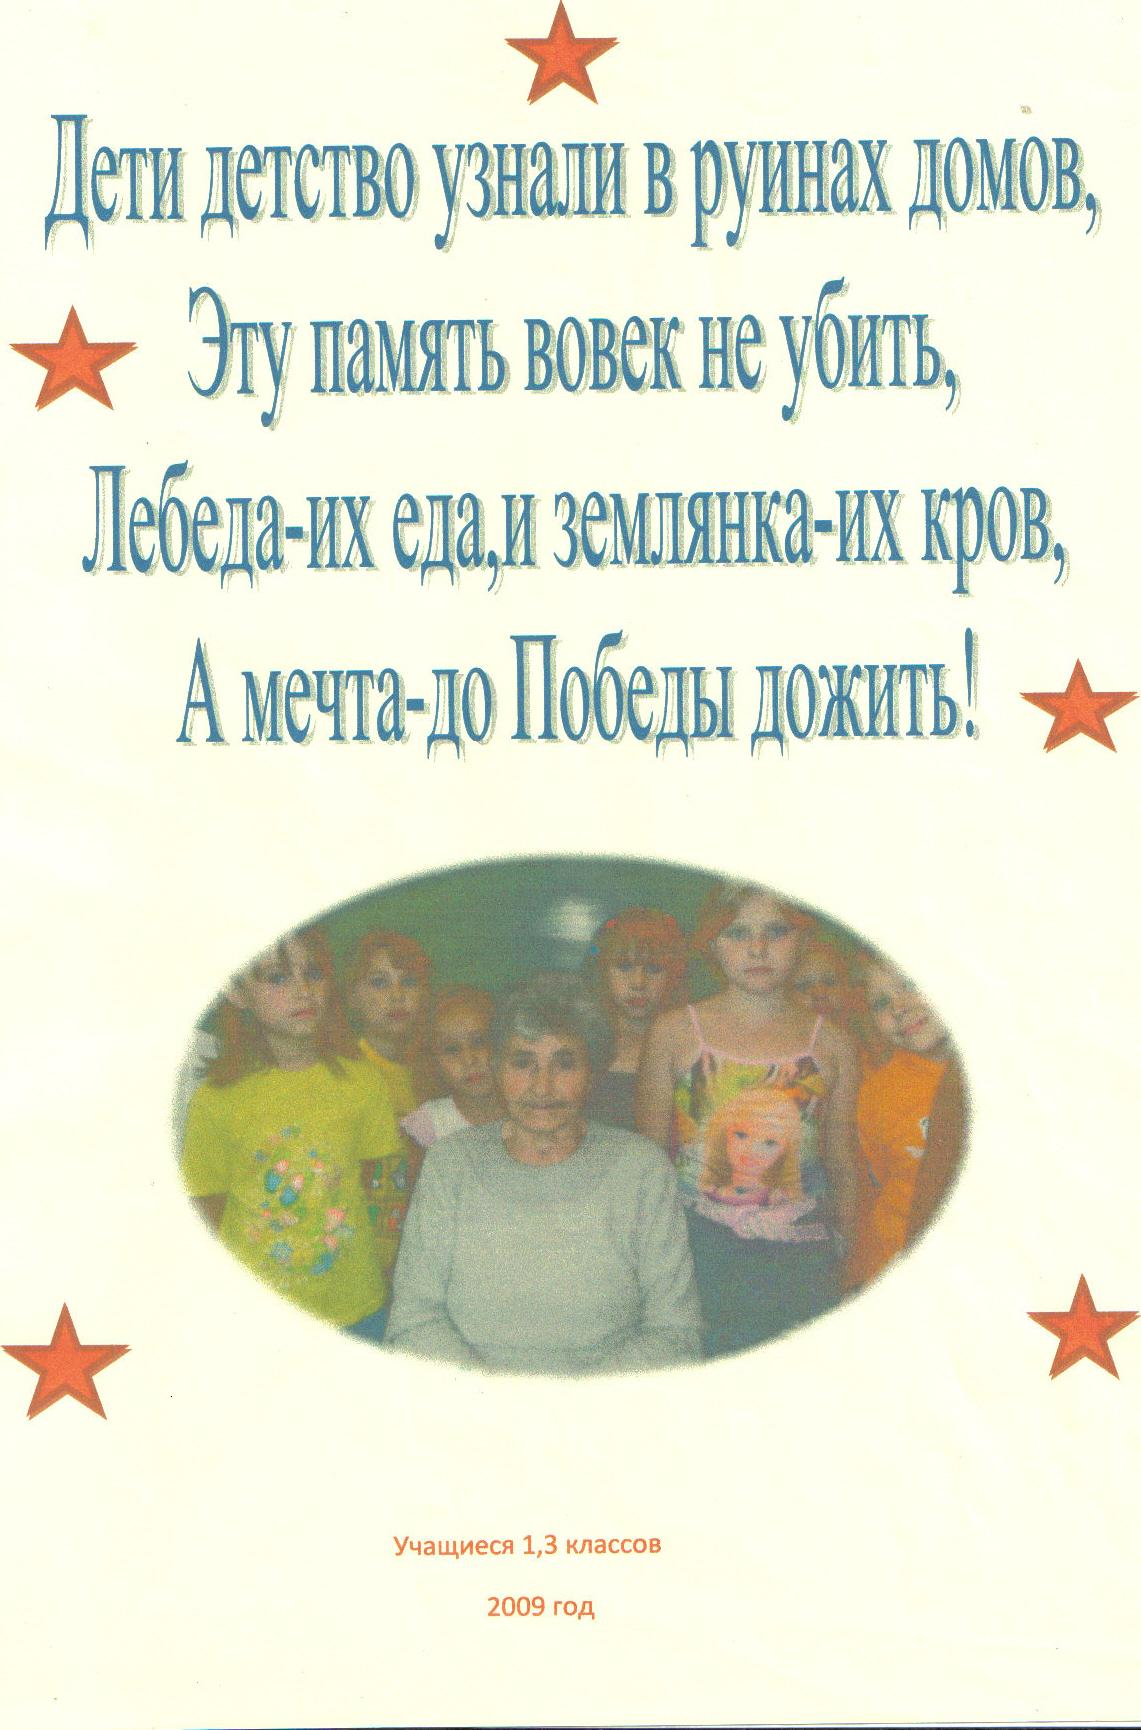 Дети детство узнали в руинах домов,
Эту память вовек не убить,
Лебеда-их еда,и землянка-их кров,
А мечта-до Победы дожить!
Учащиеся 1,3 классов
2009 год